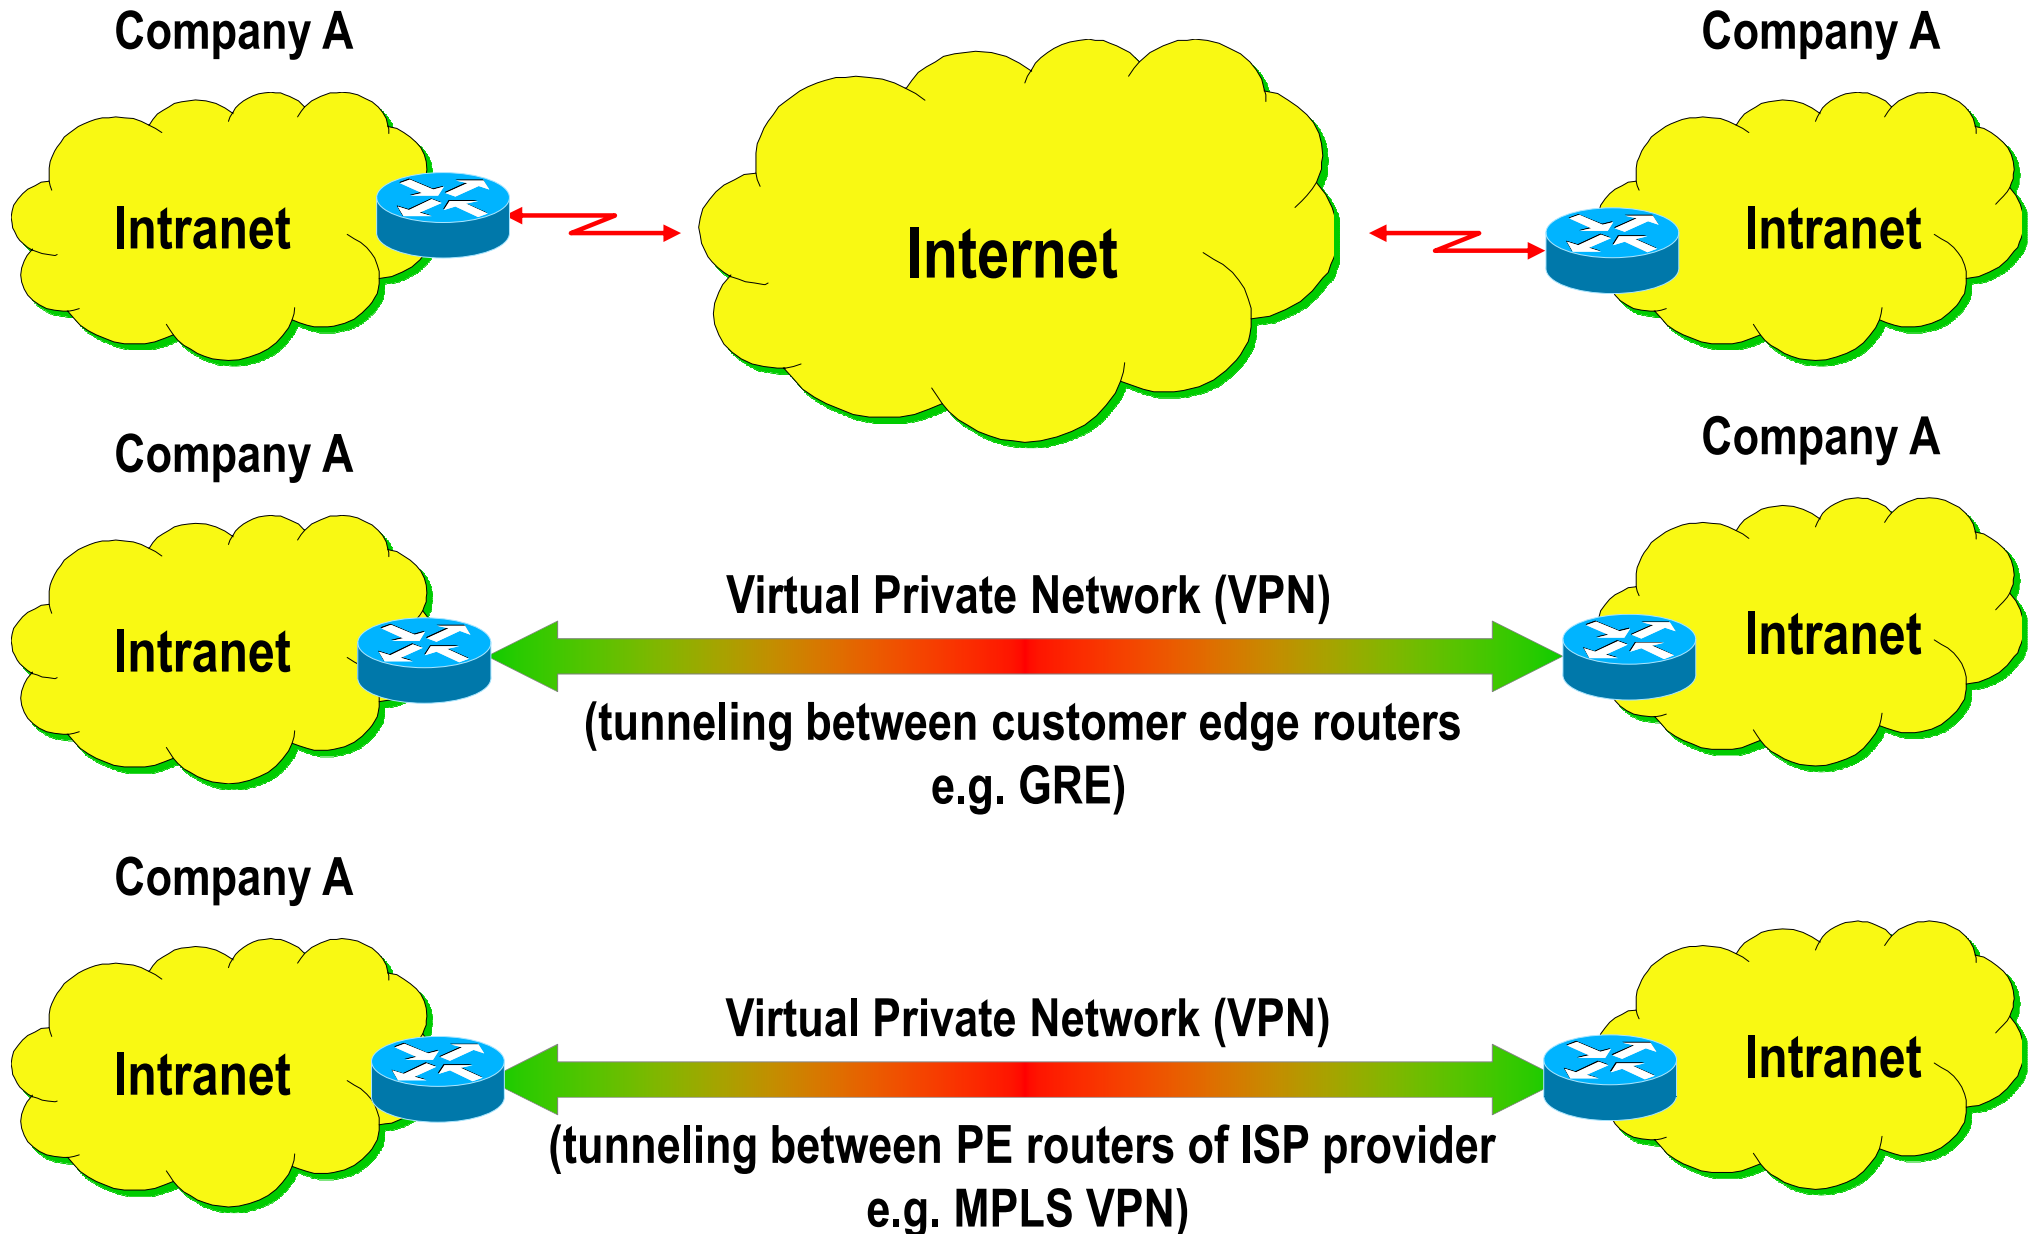 Company A
Company A
Intranet
Internet
Intranet
Company A
Company A
Virtual Private Network (VPN)
Intranet
Intranet
(tunneling between customer edge routers
e.g. GRE)
Company A
Virtual Private Network (VPN)
Intranet
Intranet
(tunneling between PE routers of ISP provider
e.g. MPLS VPN)